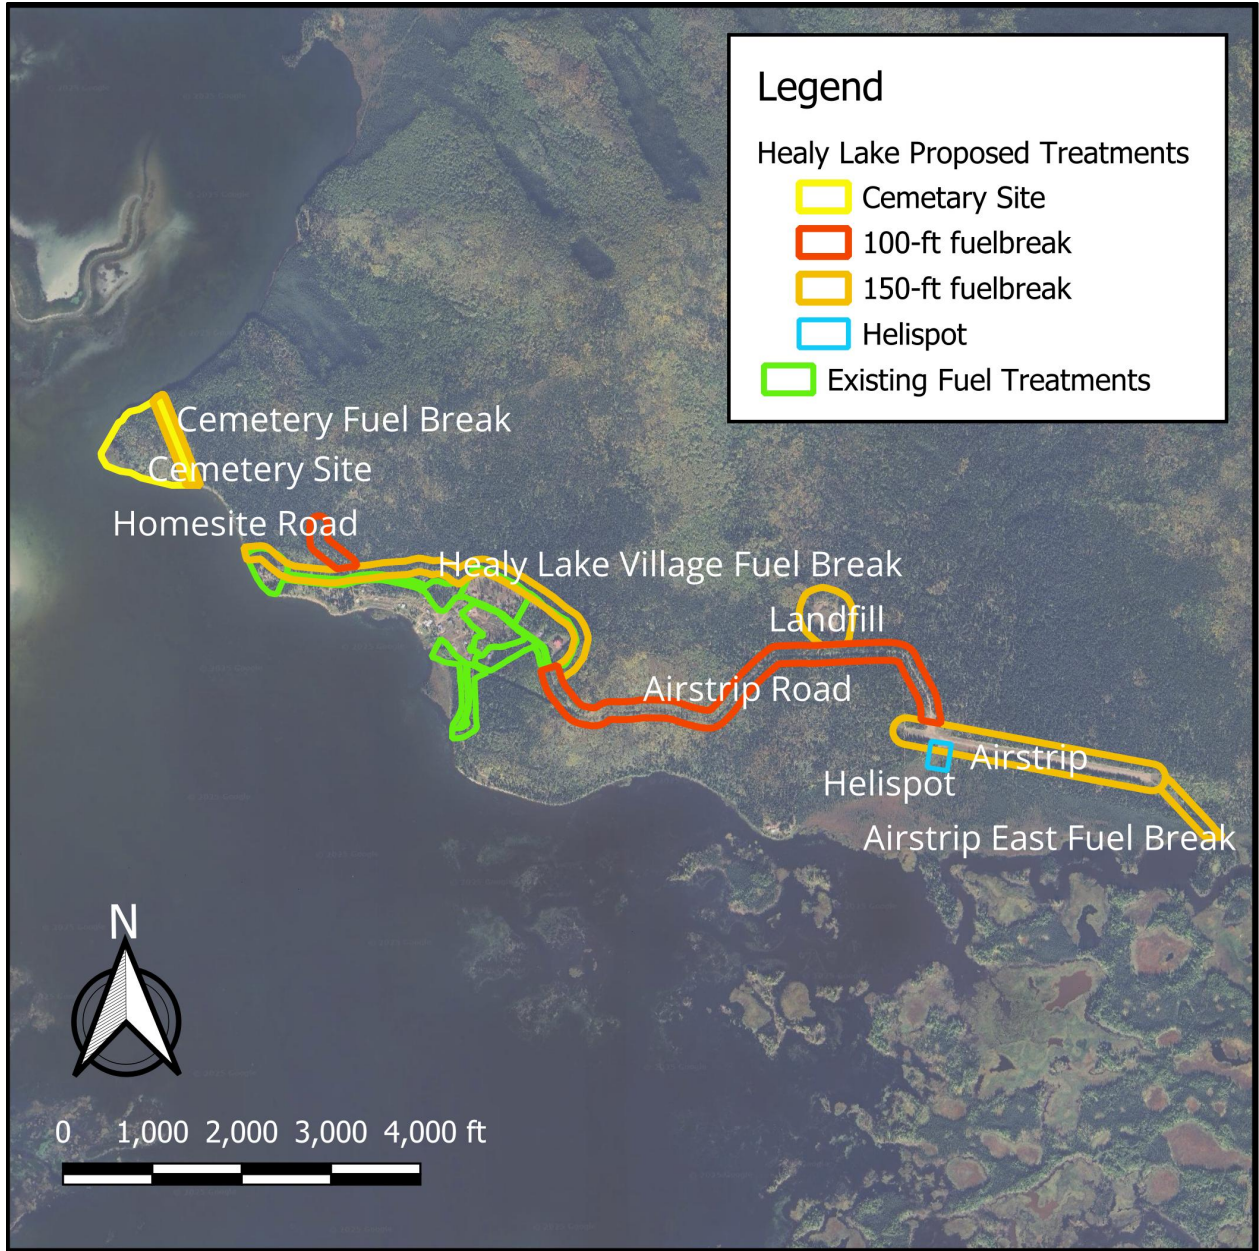 Legend
Healy Lake Proposed Treatments
Cemetary Site
100-ft fuelbreak
150-ft fuelbreak
Helispot
Existing Fuel Treatments
Cemetery Fuel Break
Cemetery Site
Homesite Road
Healy Lake Village Fuel Break
Landfill
Airstrip Road
Airstrip
Helispot
Airstrip East Fuel Break
N
0 1,000 2,000 3,000 4,000 ft